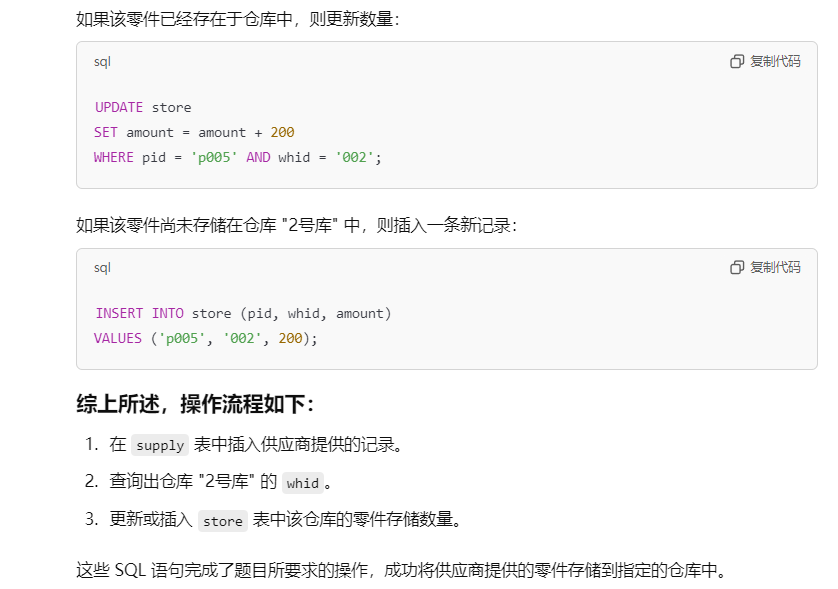 如果该零件已经存在于仓库中，则更新数量：
sql
复制代码
UPDATE store
SET amount = amount + 200
WHERE pid = 'p005' AND whid = '002';
如果该零件尚未存储在仓库 "2号库" 中，则插入一条新记录：
sql
复制代码
INSERT INTO store (pid, whid, amount)
VALUES ('p005', '002', 200);
综上所述，操作流程如下：
1. 在 supply 表中插入供应商提供的记录。
2. 查询出仓库 "2号库" 的 whid 。
3. 更新或插入 store 表中该仓库的零件存储数量。
这些 SQL 语句完成了题目所要求的操作，成功将供应商提供的零件存储到指定的仓库中。